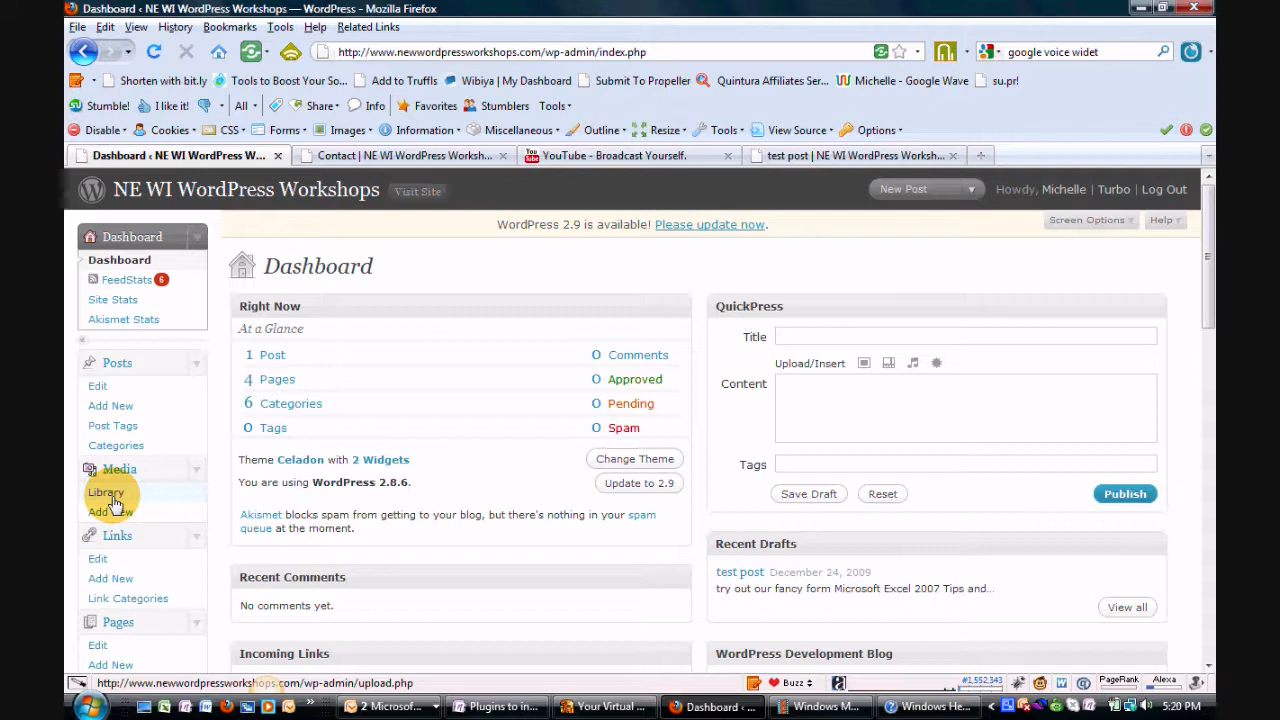 Dashboard ‹ NE WI WordPress Workshops — WordPress - Mozilla Firefox
File Edit View History Bookmarks Tools Help Related Links
http://www.newwordpressworkshops.com/wp-admin/index.php
google voice widet
Shorten with bit.ly Tools to Boost Your So... Add to Truffls Wibiya | My Dashboard Submit To Propeller Quintura Affiliates Ser... Michelle - Google Wave su.pr!
Stumble! I like it! All Share Info Favorites Stumblers Tools
Disable Cookies CSS Forms Images Information Miscellaneous Outline Resize Tools View Source Options
Dashboard ‹ NE WI WordPress W... Contact | NE WI WordPress Worksh... YouTube - Broadcast Yourself. test post | NE WI WordPress Worksh...
NE WI WordPress Workshops Visit Site New Post Howdy, Michelle | Turbo | Log Out
WordPress 2.9 is available! Please update now.
Screen Options Help
Dashboard
Dashboard
FeedStats 6
Site Stats
Akismet Stats
Posts
Edit
Add New
Post Tags
Categories
Media
Library
Add New
Links
Edit
Add New
Link Categories
Pages
Edit
Add New
Dashboard
Right Now
At a Glance
1 Post 0 Comments
4 Pages 0 Approved
6 Categories 0 Pending
0 Tags 0 Spam
Theme Celadon with 2 Widgets Change Theme
You are using WordPress 2.8.6. Update to 2.9
Akismet blocks spam from getting to your blog, but there's nothing in your spam
queue at the moment.
Recent Comments
No comments yet.
Incoming Links
QuickPress
Title
Upload/Insert
Content
Tags
Save Draft Reset Publish
Recent Drafts
test post December 24, 2009
try out our fancy form Microsoft Excel 2007 Tips and...
View all
WordPress Development Blog
http://www.newwordpressworkshops.com/wp-admin/upload.php
Buzz #1,552,343 PageRank Alexa
2 Microsof... Plugins to in... Your Virtual ... Dashboard ‹ ... Windows M... Windows He... 5:20 PM